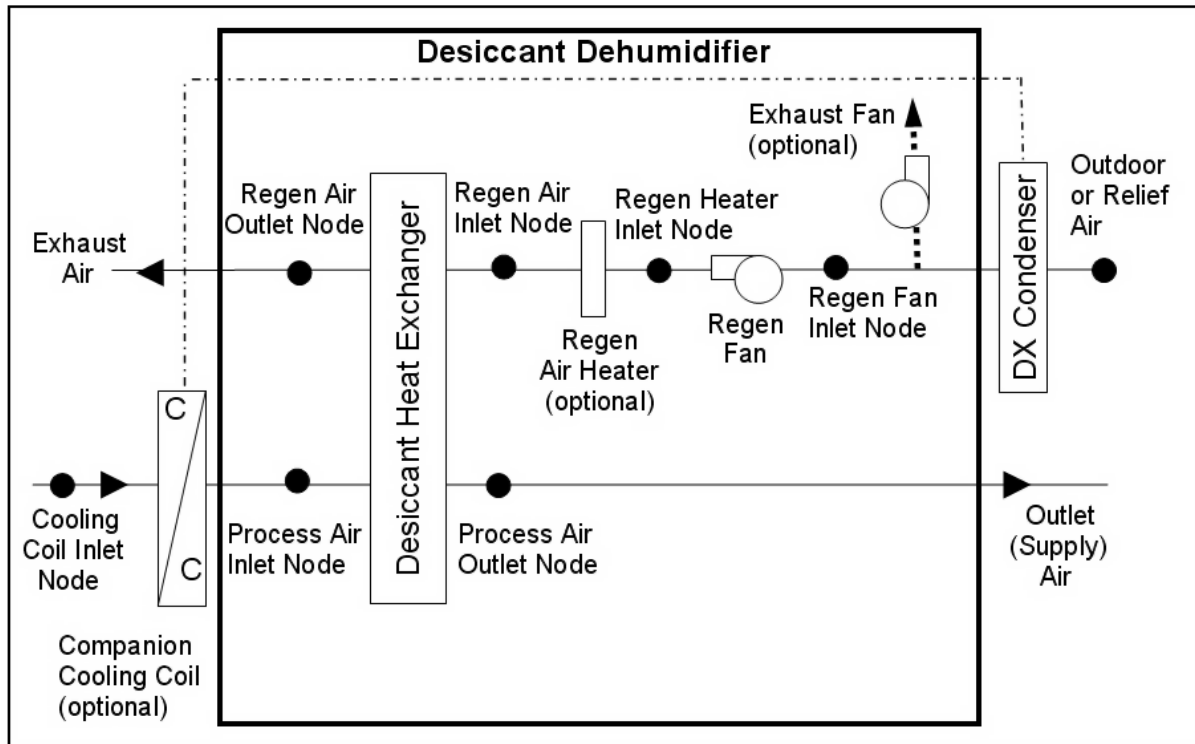 Desiccant Dehumidifier
Exhaust Fan
(optional)
Outdoor
or Relief
Air
Regen Air
Outlet Node
Regen Air
Inlet Node
Regen Heater
Inlet Node
Exhaust
Air
Desiccant Heat Exchanger
Regen
Air Heater
(optional)
Regen
Fan
Regen Fan
Inlet Node
DX Condenser
C
C
Cooling
Coil Inlet
Node
Process Air
Inlet Node
Process Air
Outlet Node
Outlet
(Supply)
Air
Companion
Cooling Coil
(optional)